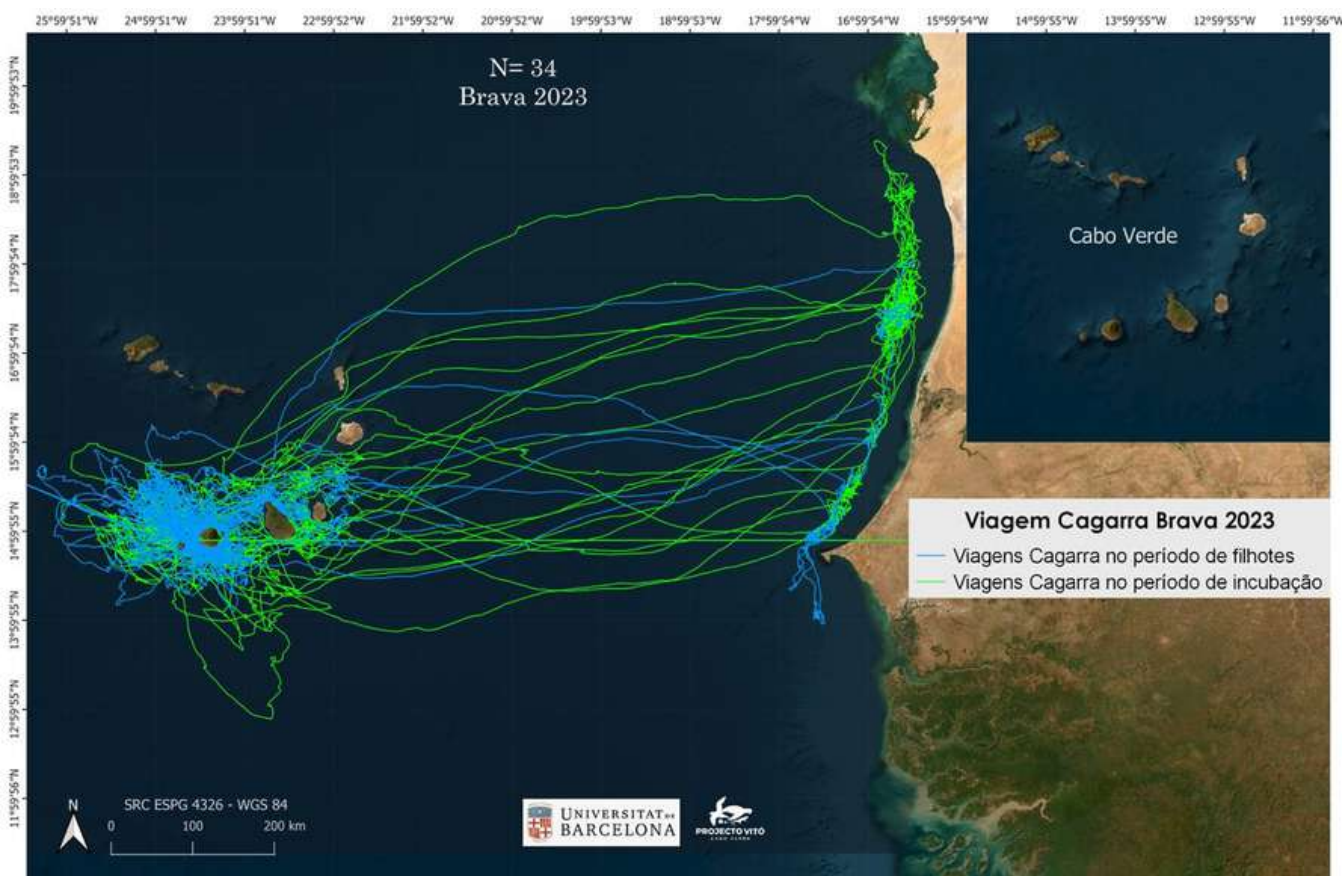 25°59'51"W 24°59'51"W 23°59'51"W 22°59'52"W 21°59'52"W 20°59'52"W 19°59'53"W 18°59'53"W 17°59'54"W 16°59'54"W 15°59'54"W 14°59'55"W 13°59'55"W 12°59'55"W 11°59'56"W
N= 34
Brava 2023
19°59'53"N
18°59'53"N
17°59'54"N
16°59'54"N
15°59'54"N
14°59'55"N
13°59'55"N
12°59'55"N
11°59'56"N
Cabo Verde
Viagem Cagarra Brava 2023
Viagens Cagarra no período de filhotes
Viagens Cagarra no período de incubação
N
SRC ESPG 4326 - WGS 84
0 100 200 km
UNIVERSITAT DE
BARCELONA
PROJECTO VITÓ
CABO VERDE